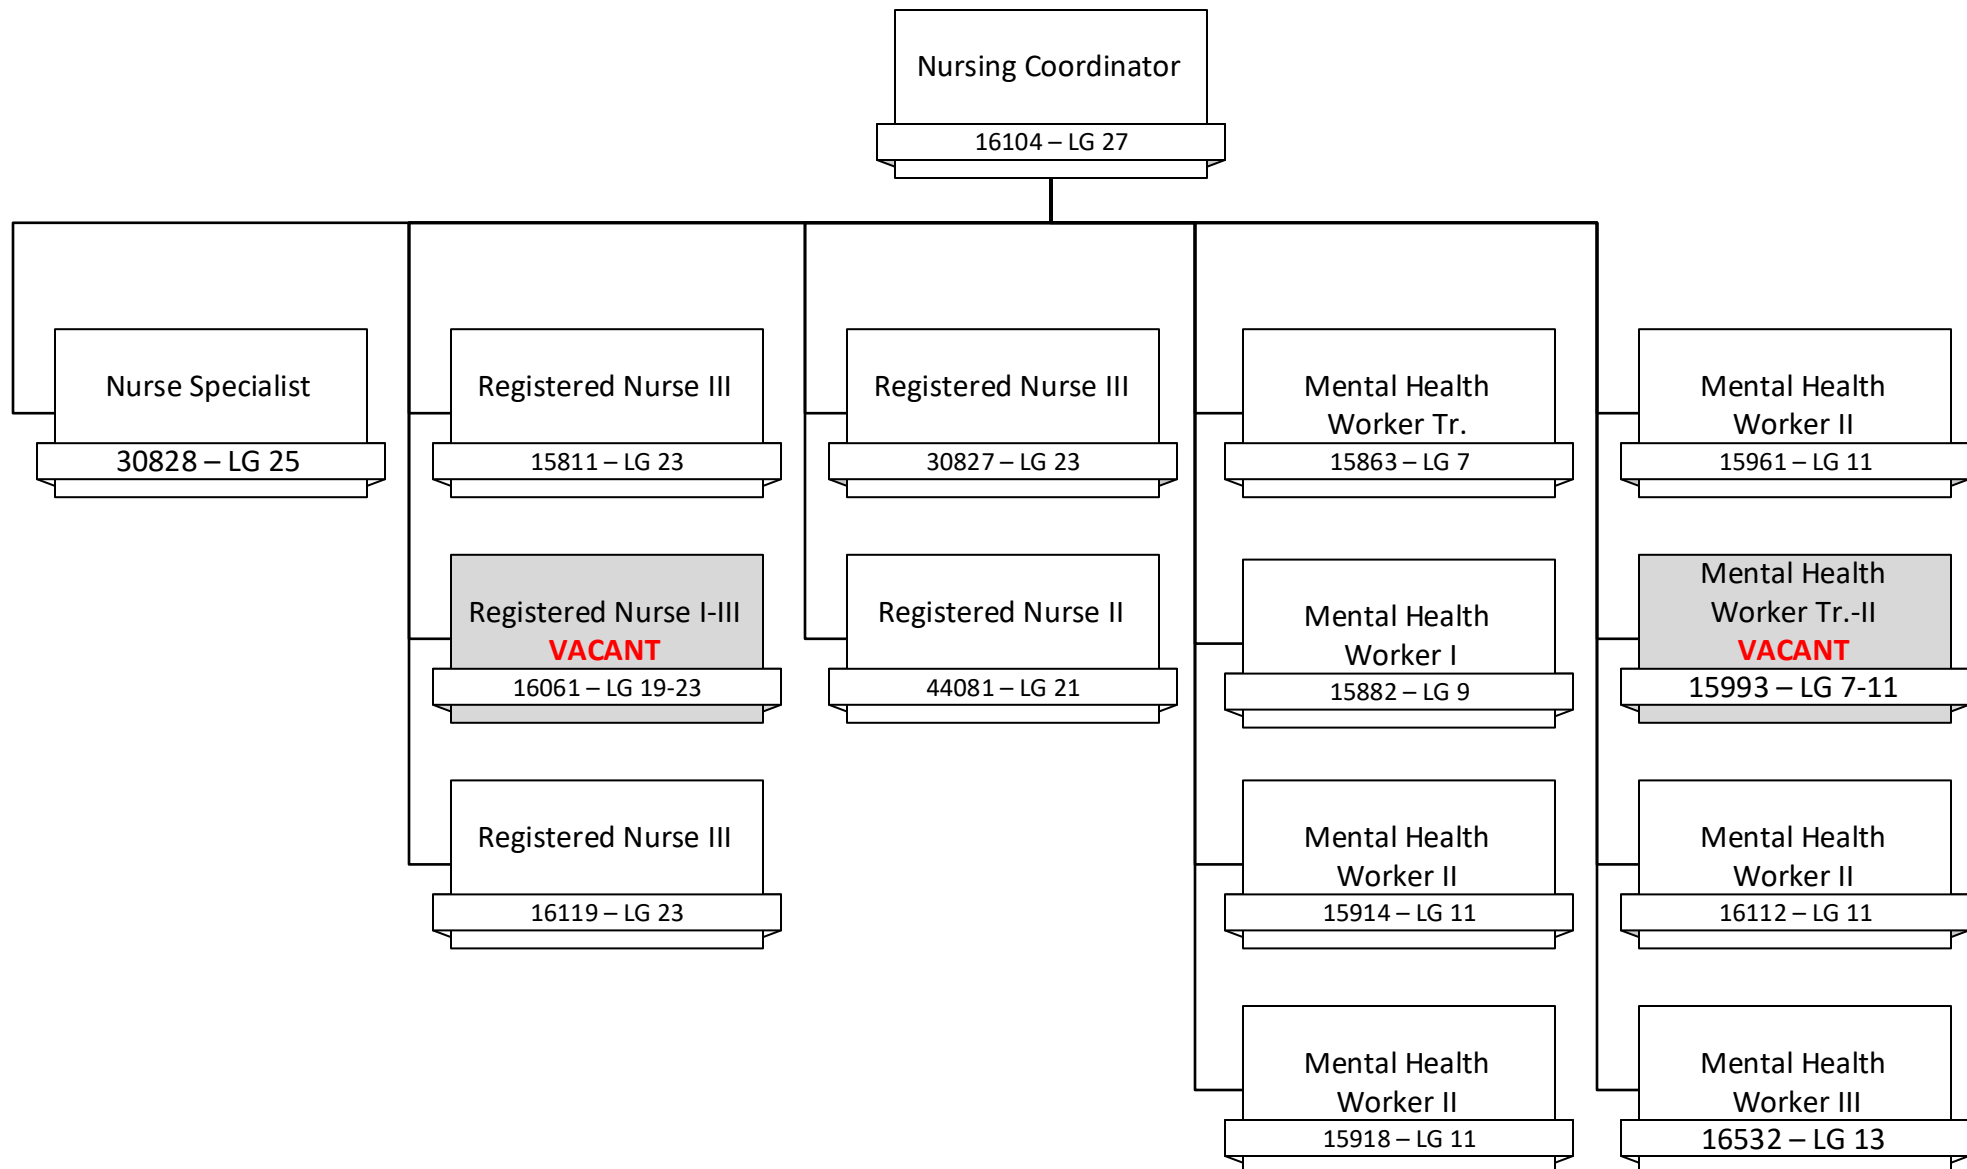 Nursing Coordinator
16104 – LG 27
Nurse Specialist
30828 – LG 25
Registered Nurse III
15811 – LG 23
Registered Nurse III
30827 – LG 23
Mental Health
Worker Tr.
15863 – LG 7
Mental Health
Worker II
15961 – LG 11
Registered Nurse I-III
VACANT
16061 – LG 19-23
Registered Nurse II
44081 – LG 21
Mental Health
Worker I
15882 – LG 9
Mental Health
Worker Tr.-II
VACANT
15993 – LG 7-11
Registered Nurse III
16119 – LG 23
Mental Health
Worker II
15914 – LG 11
Mental Health
Worker II
16112 – LG 11
Mental Health
Worker II
15918 – LG 11
Mental Health
Worker III
16532 – LG 13